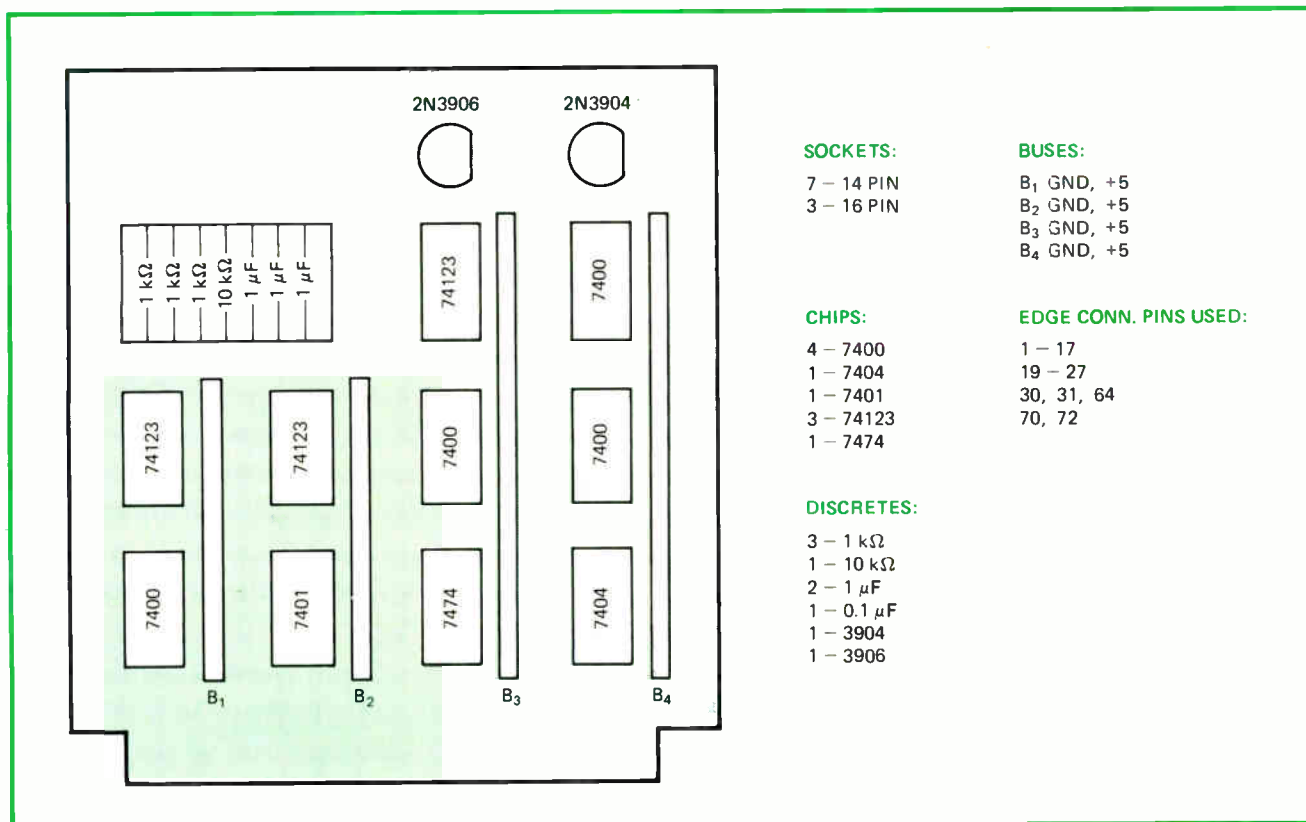 2N3906
2N3904
1 kΩ
1 kΩ
1 kΩ
10 kΩ
1 μF
1 μF
1 μF
74123
7400
74123
74123
7400
7400
7400
7401
7474
7404
B₁
B₂
B₃
B₄
SOCKETS:
7 – 14 PIN
3 – 16 PIN
BUSES:
B₁ GND, +5
B₂ GND, +5
B₃ GND, +5
B₄ GND, +5
CHIPS:
4 – 7400
1 – 7404
1 – 7401
3 – 74123
1 – 7474
EDGE CONN. PINS USED:
1 – 17
19 – 27
30, 31, 64
70, 72
DISCRETES:
3 – 1 kΩ
1 – 10 kΩ
2 – 1 μF
1 – 0.1 μF
1 – 3904
1 – 3906